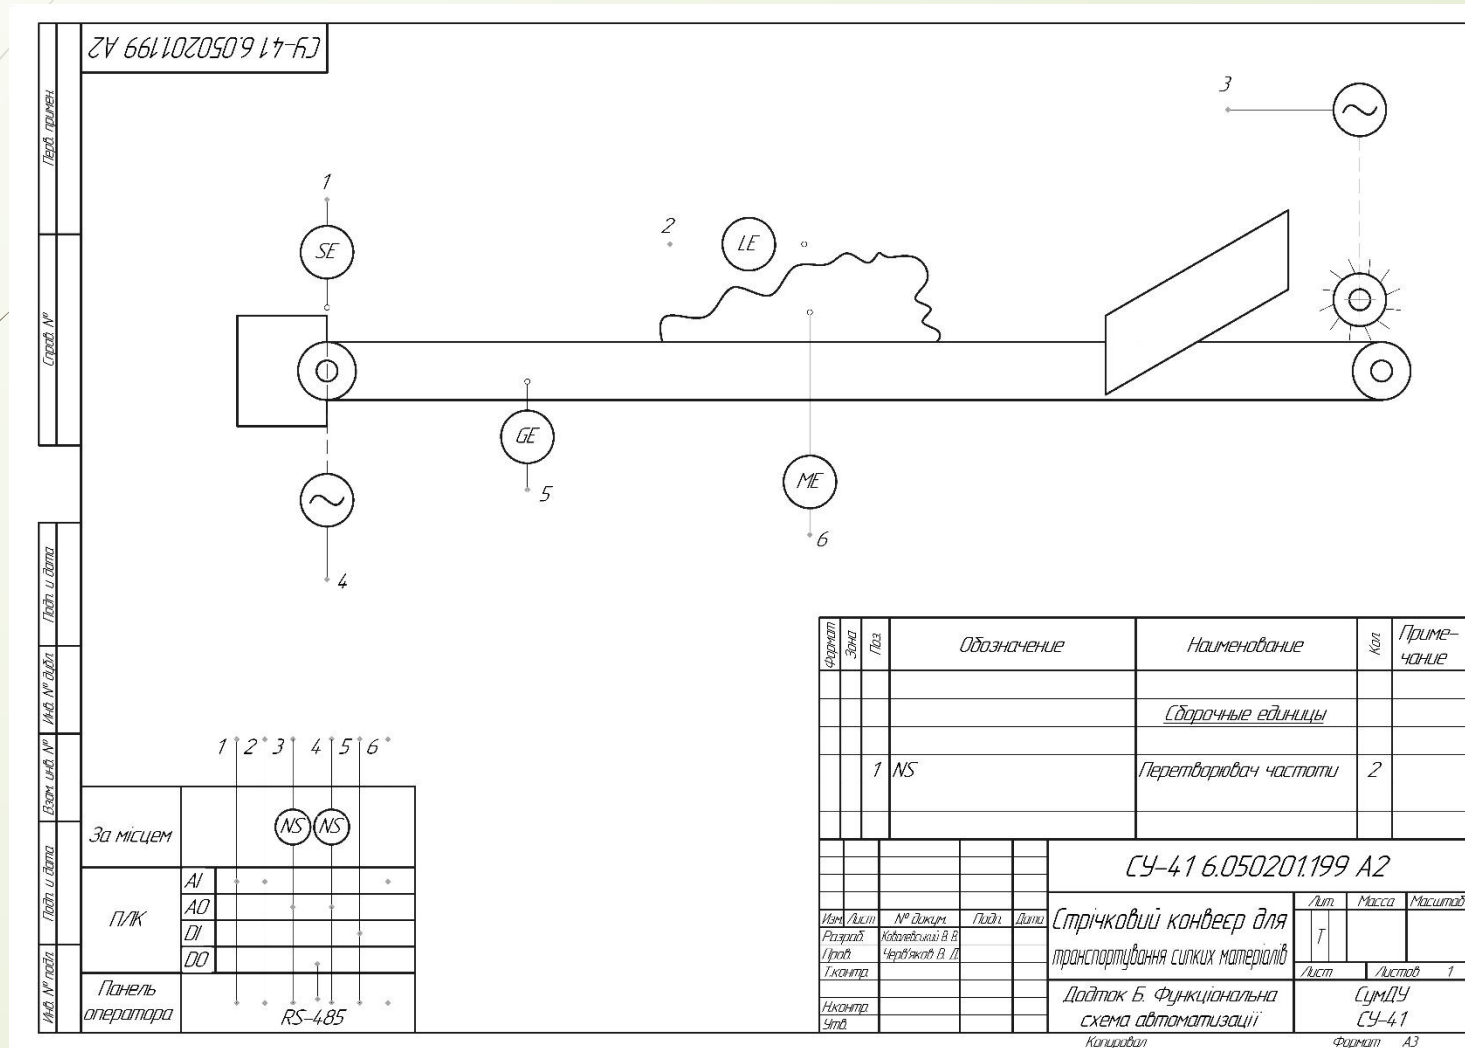 СУ-41 6.050201.199 А2
Перв. примен.
Справ. №
Подп. и дата
Инв. № дубл.
Взам. инв. №
Подп. и дата
Инв. № подл.
3
1
SE
2
LE
GE
5
ME
6
4
1 2 3 4 5 6
За місцем
NS NS
ПЛК
AI
AO
DI
DO
Панель
оператора
RS-485
Формат
Зона
Поз.
Обозначение
Наименование
Кол.
Приме-
чание
Сборочные единицы
1 NS Перетворювач частоти 2
СУ-41 6.050201.199 А2
Изм. Лист № докум. Подп. Дата
Разраб. Ковалевський В. В.
Пров. Черв'яков В. Д.
Т.контр.
Н.контр.
Утв.
Стрічковий конвеєр для
транспортування сипких матеріалів
Лит. Масса Масштаб
Т
Лист Листов 1
Додток Б. Функціональна
схема автоматизації
СумДУ
СУ-41
Копировал
Формат А3